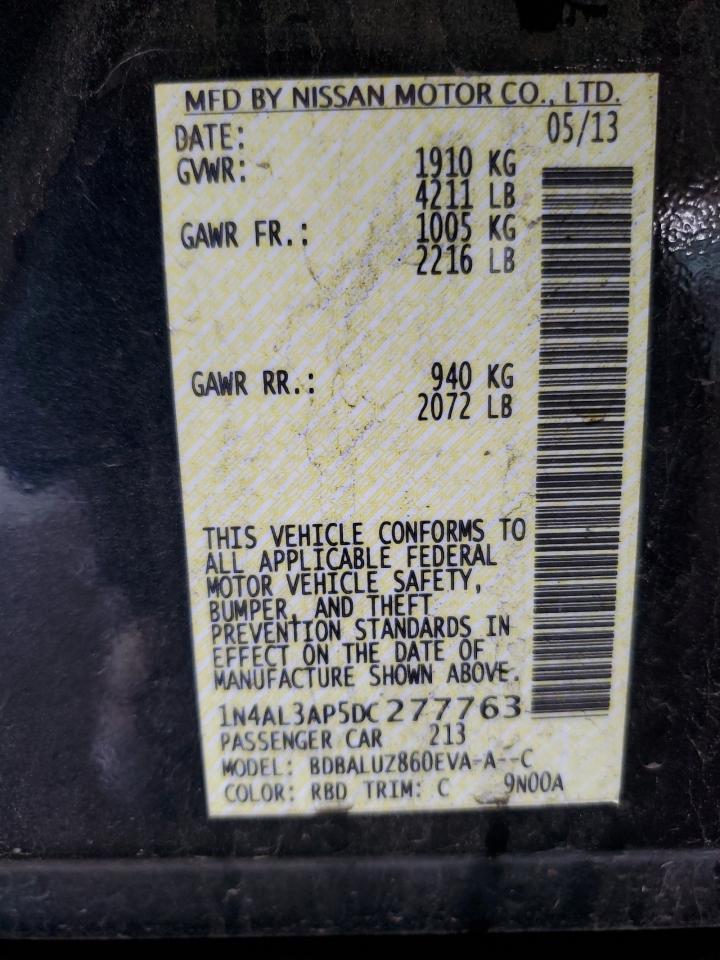 MFD BY NISSAN MOTOR CO., LTD.
DATE: 05/13
GVWR: 1910 KG
4211 LB
GAWR FR.: 1005 KG
2216 LB
GAWR RR.: 940 KG
2072 LB
THIS VEHICLE CONFORMS TO
ALL APPLICABLE FEDERAL
MOTOR VEHICLE SAFETY,
BUMPER, AND THEFT
PREVENTION STANDARDS IN
EFFECT ON THE DATE OF
MANUFACTURE SHOWN ABOVE.
1N4AL3AP5DC277763
PASSENGER CAR 213
MODEL: BDBALUZ860EVA-A--C
COLOR: RBD TRIM: C 9N00A